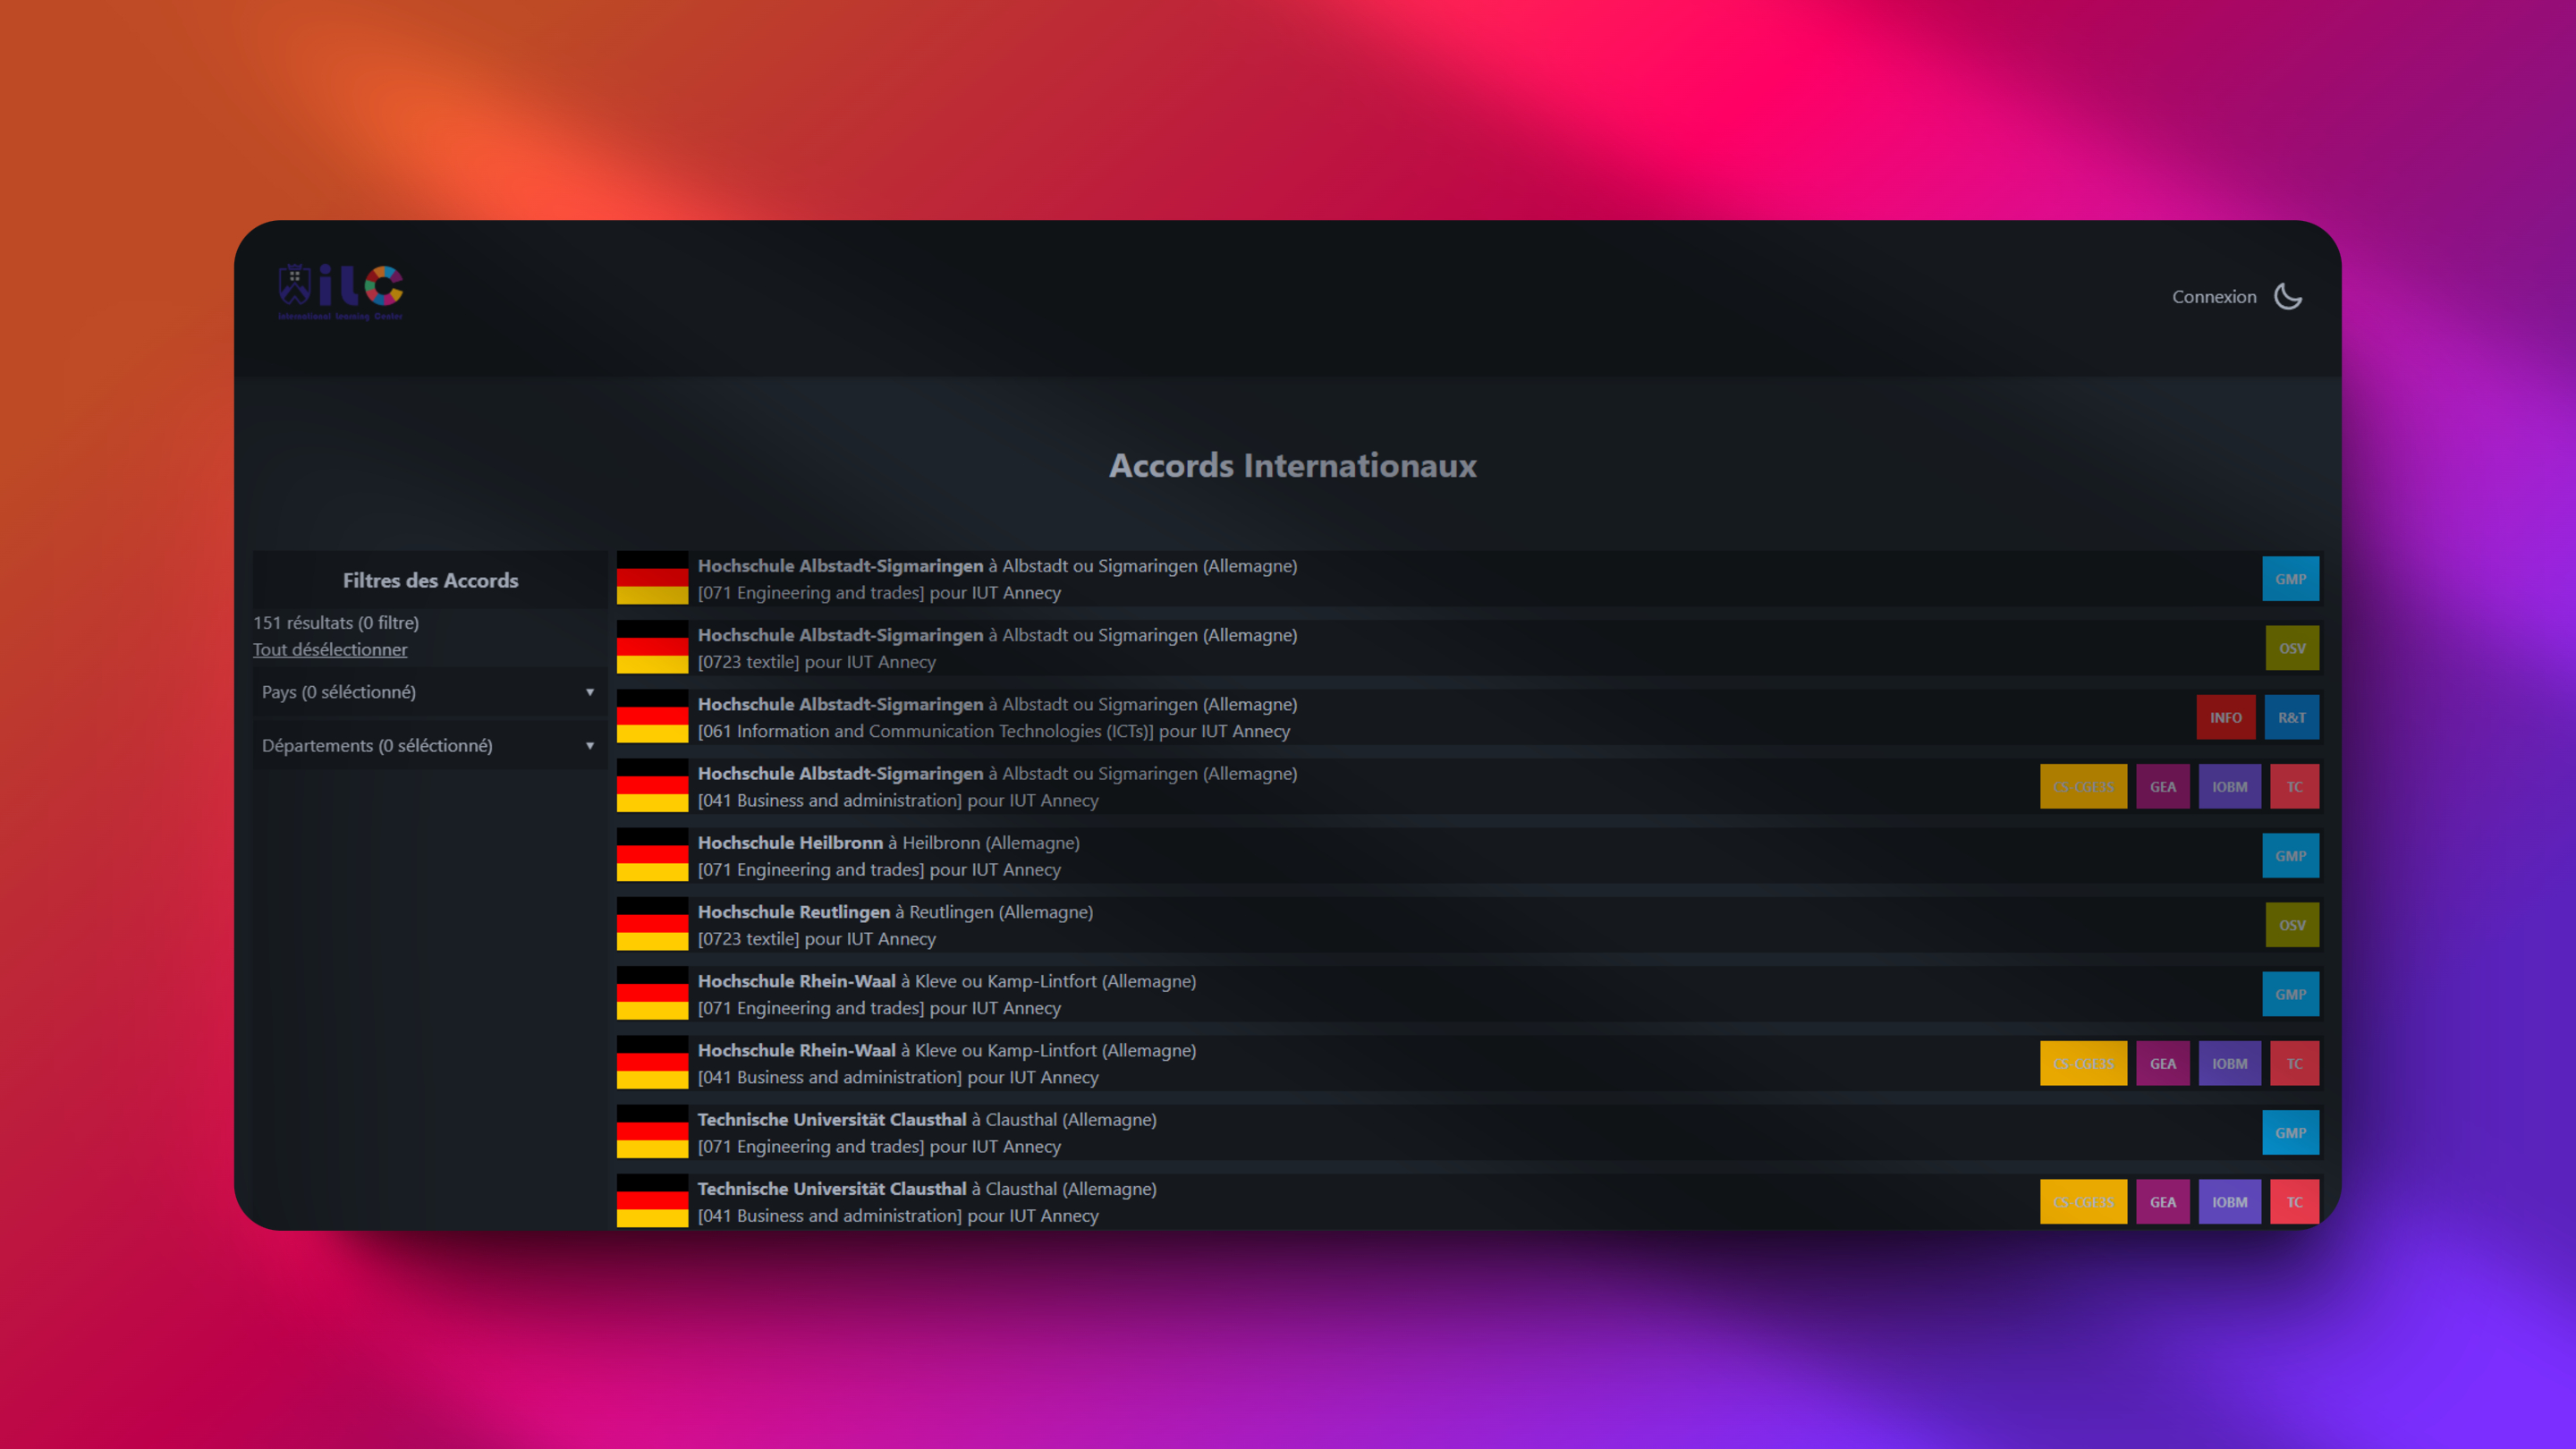 ilC
International learning Center
Connexion
Accords Internationaux
Filtres des Accords
151 résultats (0 filtre)
Tout désélectionner
Pays (0 séléctionné)
Départements (0 séléctionné)
Hochschule Albstadt-Sigmaringen à Albstadt ou Sigmaringen (Allemagne)
[071 Engineering and trades] pour IUT Annecy
GMP
Hochschule Albstadt-Sigmaringen à Albstadt ou Sigmaringen (Allemagne)
[0723 textile] pour IUT Annecy
OSV
Hochschule Albstadt-Sigmaringen à Albstadt ou Sigmaringen (Allemagne)
[061 Information and Communication Technologies (ICTs)] pour IUT Annecy
INFO R&T
Hochschule Albstadt-Sigmaringen à Albstadt ou Sigmaringen (Allemagne)
[041 Business and administration] pour IUT Annecy
CS-CGE3S GEA IOBM TC
Hochschule Heilbronn à Heilbronn (Allemagne)
[071 Engineering and trades] pour IUT Annecy
GMP
Hochschule Reutlingen à Reutlingen (Allemagne)
[0723 textile] pour IUT Annecy
OSV
Hochschule Rhein-Waal à Kleve ou Kamp-Lintfort (Allemagne)
[071 Engineering and trades] pour IUT Annecy
GMP
Hochschule Rhein-Waal à Kleve ou Kamp-Lintfort (Allemagne)
[041 Business and administration] pour IUT Annecy
CS-CGE3S GEA IOBM TC
Technische Universität Clausthal à Clausthal (Allemagne)
[071 Engineering and trades] pour IUT Annecy
GMP
Technische Universität Clausthal à Clausthal (Allemagne)
[041 Business and administration] pour IUT Annecy
CS-CGE3S GEA IOBM TC